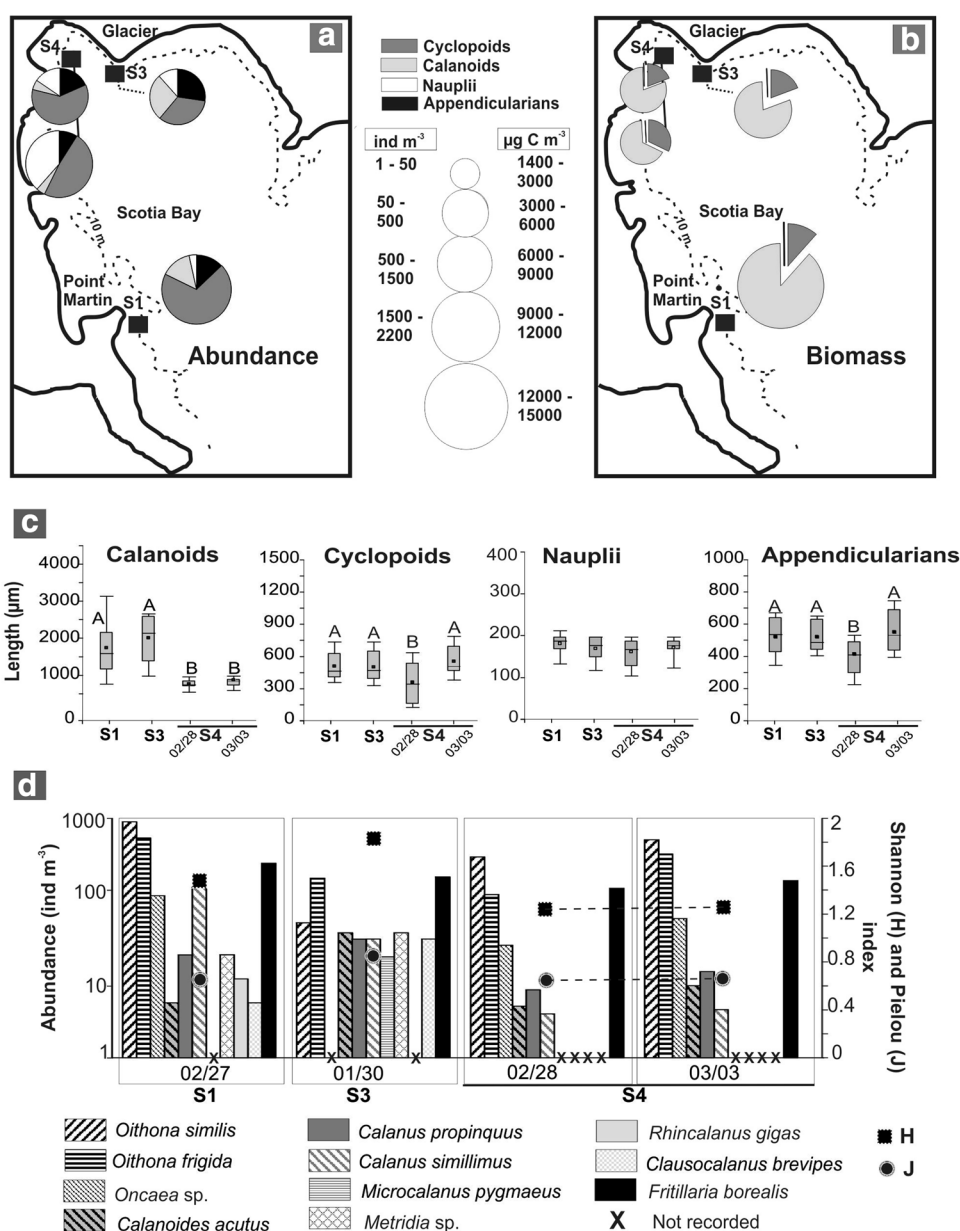 a
Glacier
S4
S3
Scotia Bay
10 m
Point
Martin
S1
Abundance
Cyclopoids
Calanoids
Nauplii
Appendicularians
ind m-3
µg C m-3
1 - 50
1400 -
3000
50 -
500
3000 -
6000
500 -
1500
6000 -
9000
1500 -
2200
9000 -
12000
12000 -
15000
b
Glacier
S4
S3
Scotia Bay
10 m
Point
Martin
S1
Biomass
c
Length (µm)
Calanoids
5000
4000
3000
2000
1000
0
A
A
B
B
S1
S3
02/28
S4
03/03
Cyclopoids
1500
1200
900
600
300
0
A
A
B
A
S1
S3
02/28
S4
03/03
Nauplii
400
300
200
100
0
S1
S3
02/28
S4
03/03
Appendicularians
1000
800
600
400
200
0
A
A
B
A
S1
S3
02/28
S4
03/03
d
Abundance (ind m-3)
1000
100
10
1
Shannon (H) and Pielou (J)
index
2
1.6
1.2
0.8
0.4
0
X
X
X
X X X X
X X X X
02/27
01/30
02/28
03/03
S1
S3
S4
Oithona similis
Oithona frigida
Oncaea sp.
Calanoides acutus
Calanus propinquus
Calanus simillimus
Microcalanus pygmaeus
Metridia sp.
Rhincalanus gigas
Clausocalanus brevipes
Fritillaria borealis
X Not recorded
H
J